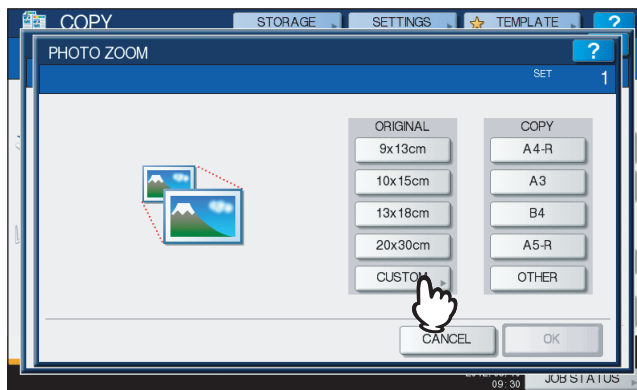 COPY STORAGE SETTINGS TEMPLATE ?
PHOTO ZOOM ?
SET 1
ORIGINAL COPY
9x13cm A4-R
10x15cm A3
13x18cm B4
20x30cm A5-R
CUSTOM OTHER
CANCEL OK
09:30 JOB STATUS